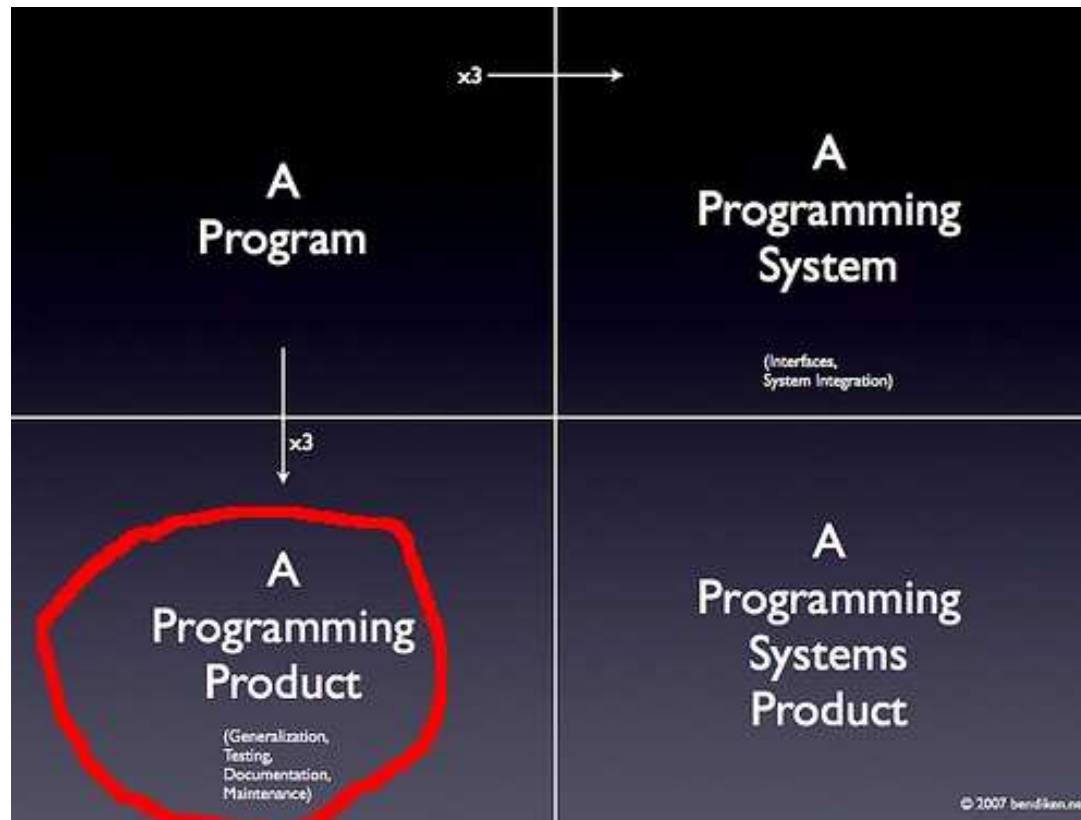 x3
A
Program
A
Programming
System
(Interfaces,
System Integration)
x3
A
Programming
Product
(Generalization,
Testing,
Documentation,
Maintenance)
A
Programming
Systems
Product
© 2007 bendiken.ne